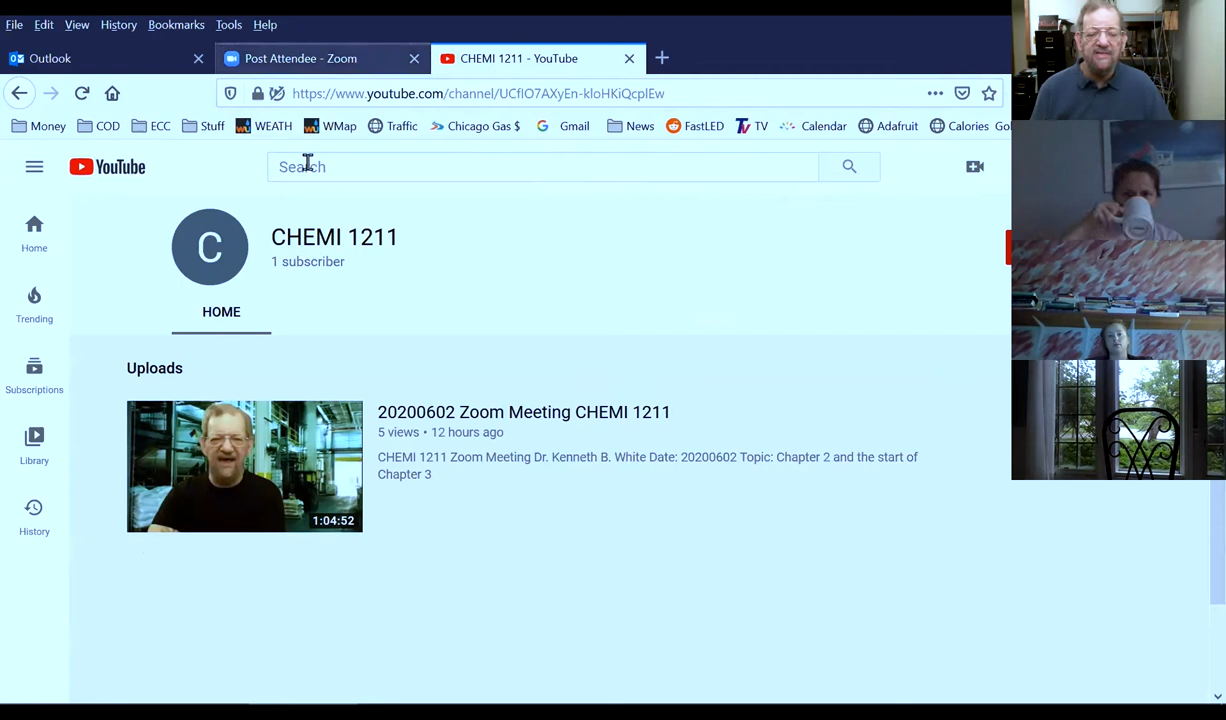 File Edit View History Bookmarks Tools Help
Outlook Post Attendee - Zoom CHEMI 1211 - YouTube
https://www.youtube.com/channel/UCflO7AXyEn-kloHKiQcplEw
Money COD ECC Stuff WEATH WMap Traffic Chicago Gas $ Gmail News FastLED TV Calendar Adafruit Calories Gol
YouTube
Search
Home
Trending
Subscriptions
Library
History
C
CHEMI 1211
1 subscriber
HOME
Uploads
20200602 Zoom Meeting CHEMI 1211
5 views • 12 hours ago
CHEMI 1211 Zoom Meeting Dr. Kenneth B. White Date: 20200602 Topic: Chapter 2 and the start of
Chapter 3
1:04:52